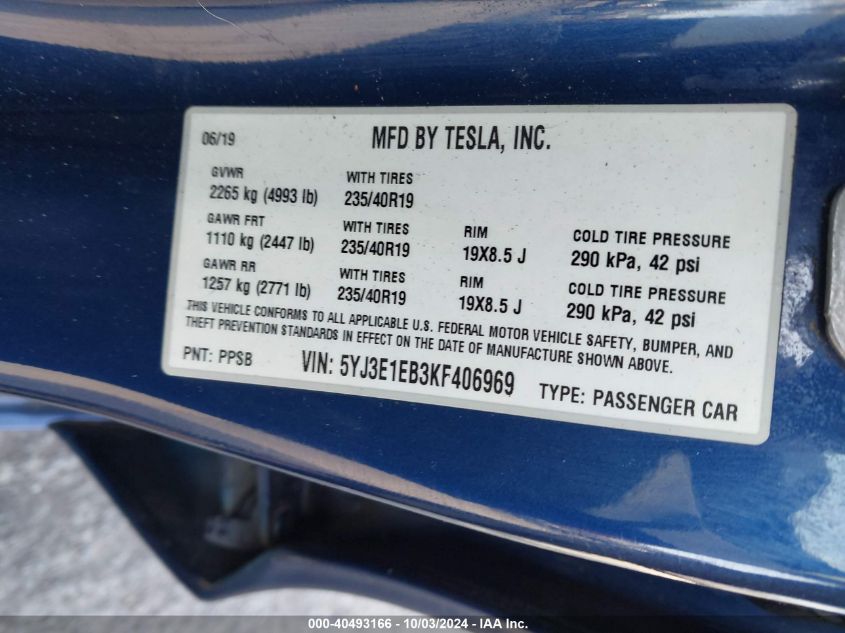 06/19 MFD BY TESLA, INC.
GVWR WITH TIRES
2265 kg (4993 lb) 235/40R19
GAWR FRT WITH TIRES RIM COLD TIRE PRESSURE
1110 kg (2447 lb) 235/40R19 19X8.5 J 290 kPa, 42 psi
GAWR RR WITH TIRES RIM COLD TIRE PRESSURE
1257 kg (2771 lb) 235/40R19 19X8.5 J 290 kPa, 42 psi
THIS VEHICLE CONFORMS TO ALL APPLICABLE U.S. FEDERAL MOTOR VEHICLE SAFETY, BUMPER, AND
THEFT PREVENTION STANDARDS IN EFFECT ON THE DATE OF MANUFACTURE SHOWN ABOVE.
PNT: PPSB VIN: 5YJ3E1EB3KF406969 TYPE: PASSENGER CAR
000-40493166 - 10/03/2024 - IAA Inc.